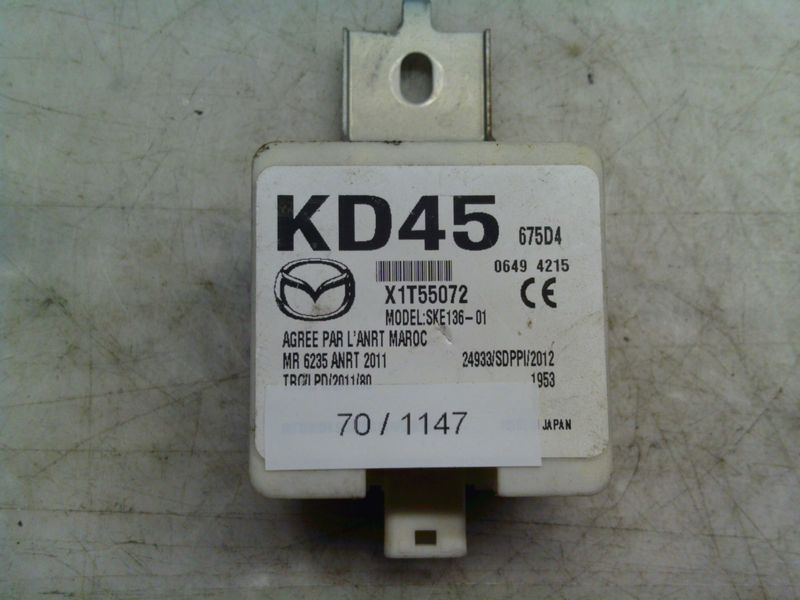 KD45 675D4
0649 4215
X1T55072 CE
MODEL:SKE136-01
AGREE PAR L'ANRT MAROC
MR 6235 ANRT 2011 24933/SDPPI/2012
TRC/LPD/2011/80 1953
70 / 1147
JAPAN